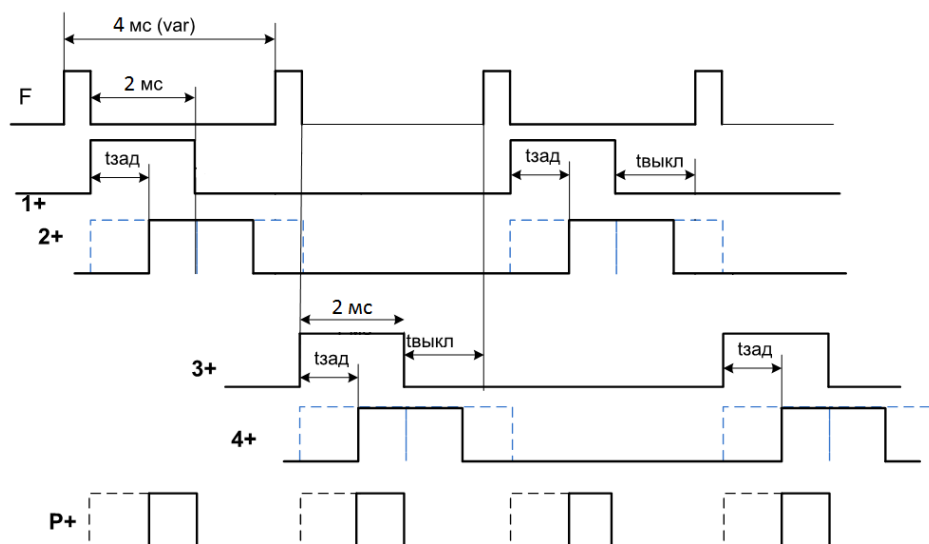 4 мс (var)
F
2 мс
tзад
tзад
tвыкл
1+
2+
2 мс
tвыкл
tзад
tзад
3+
4+
P+